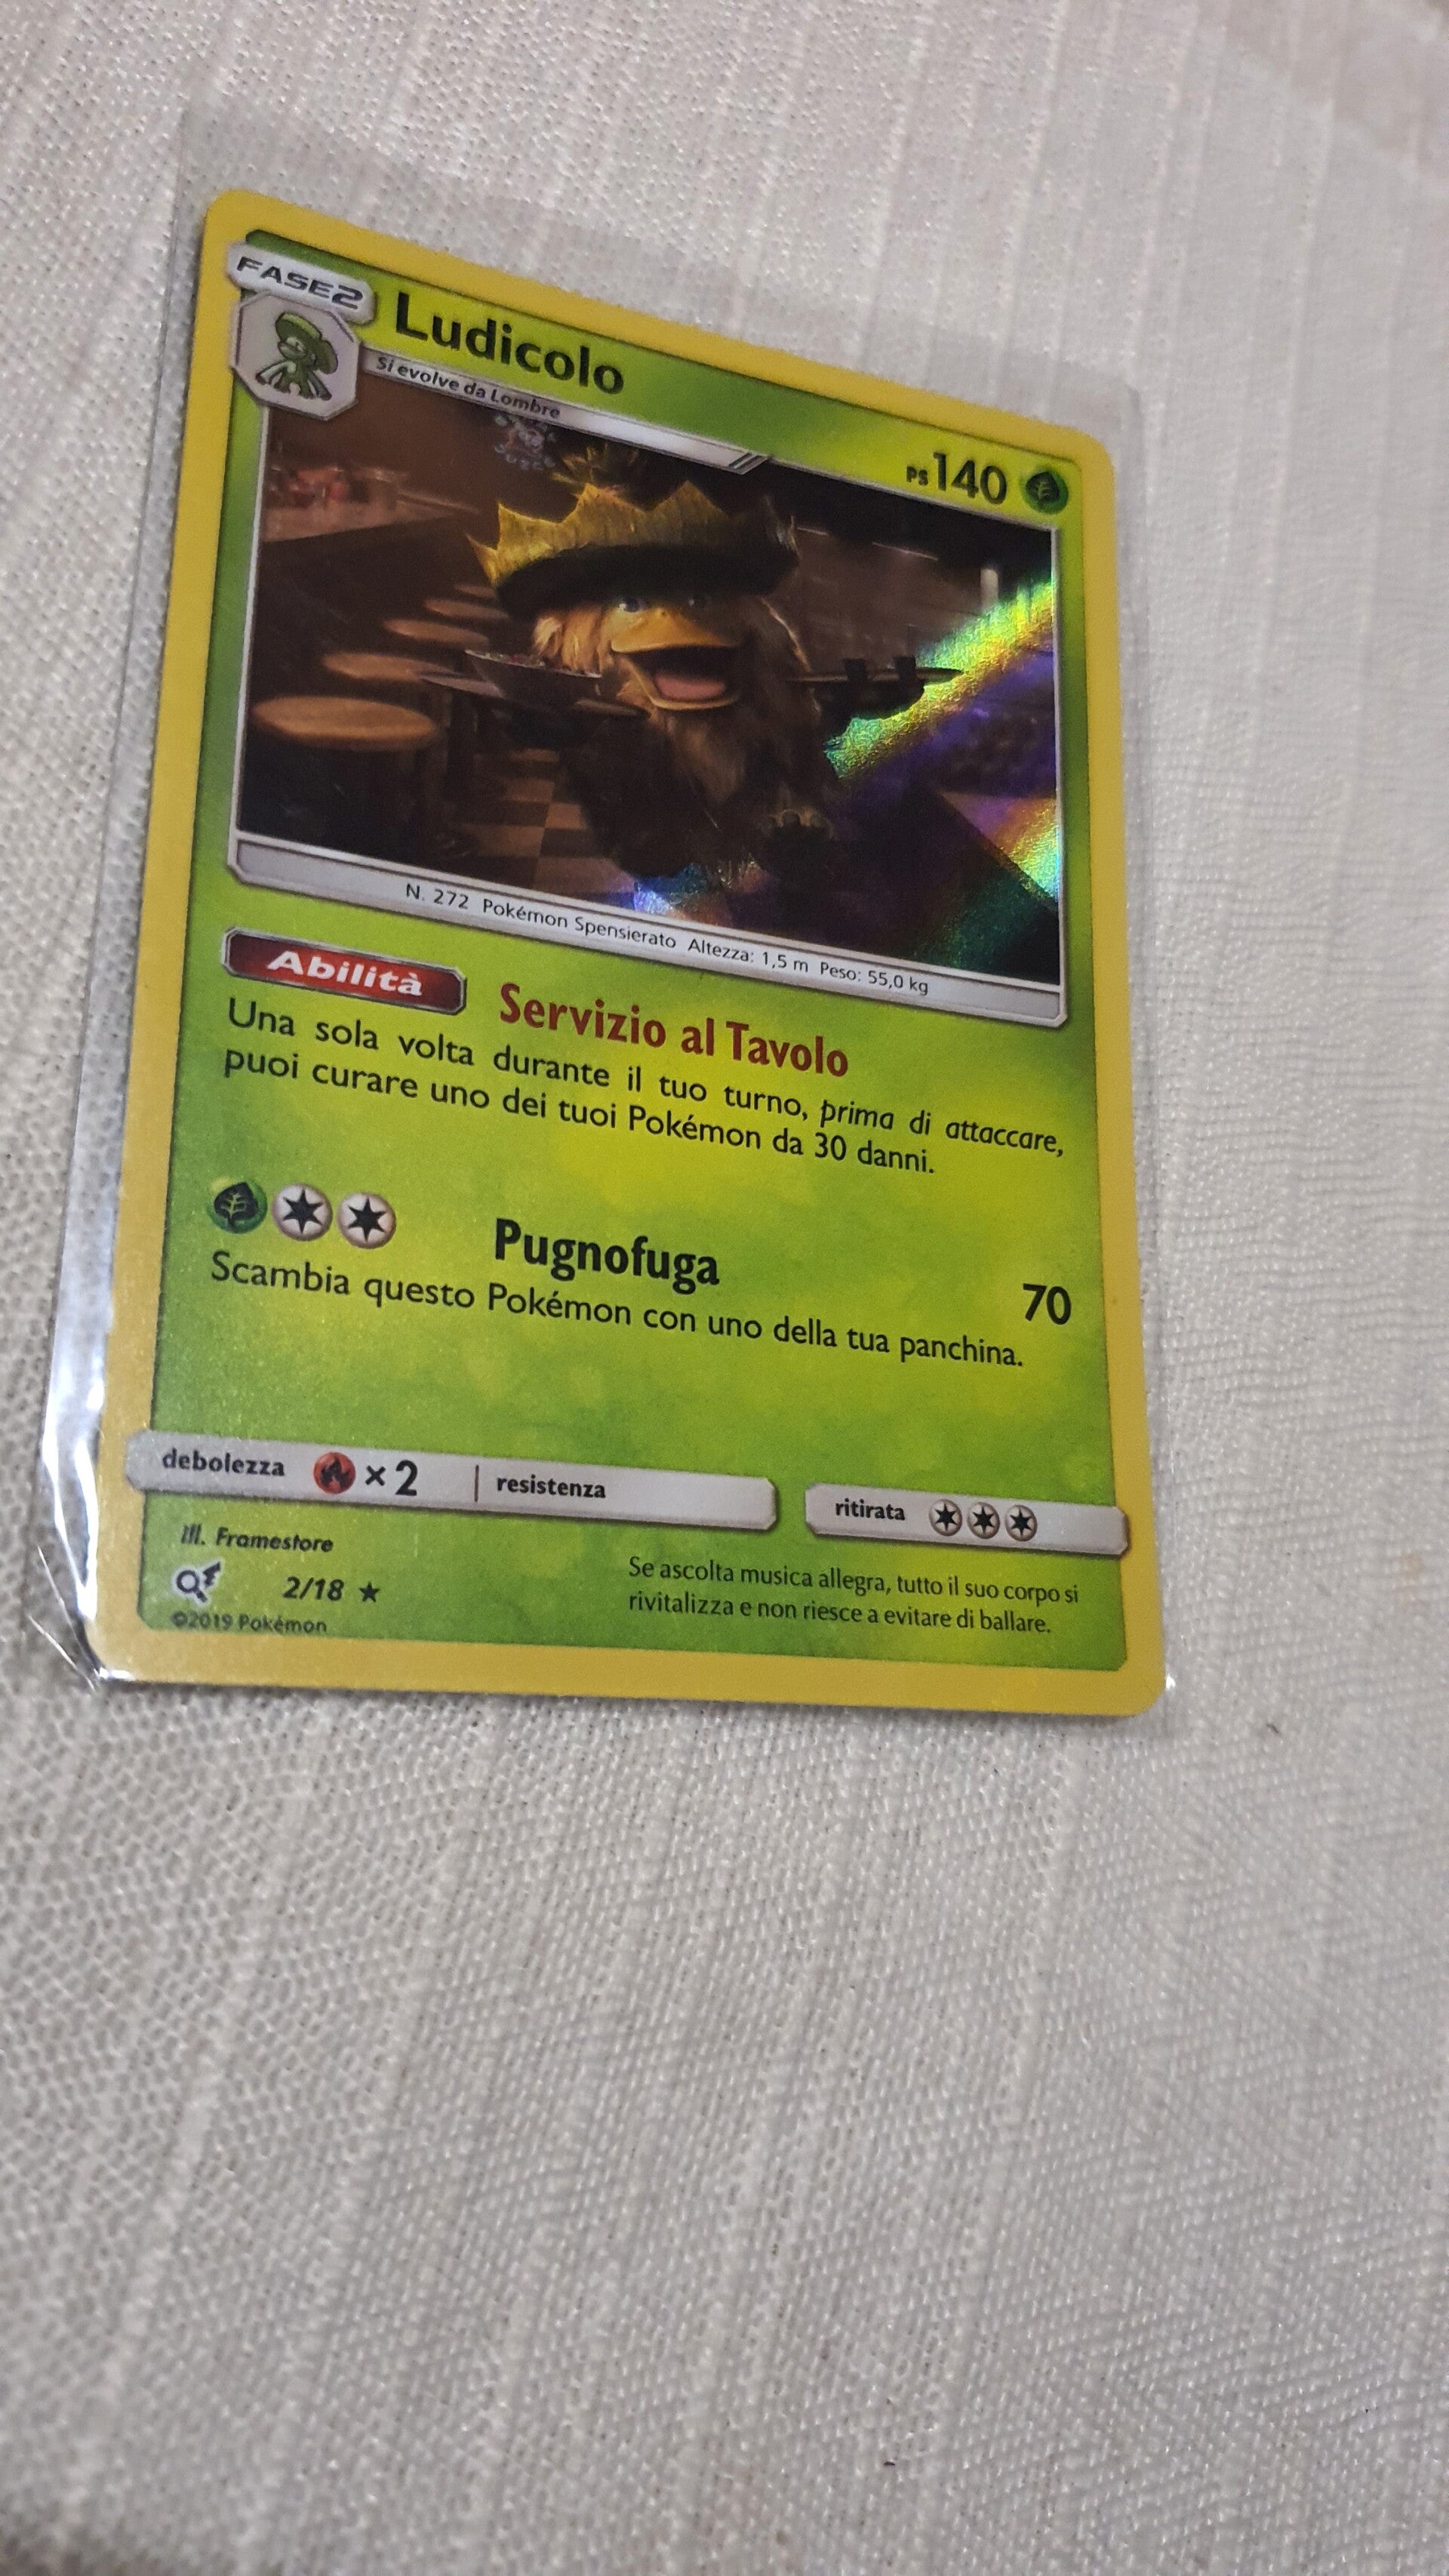 FASE2
Ludicolo
Si evolve da Lombre
PS 140
N. 272 Pokémon Spensierato Altezza: 1,5 m Peso: 55,0 kg
Abilità
Servizio al Tavolo
Una sola volta durante il tuo turno, prima di attaccare,
puoi curare uno dei tuoi Pokémon da 30 danni.
Pugnofuga
70
Scambia questo Pokémon con uno della tua panchina.
debolezza ×2 resistenza
ritirata
Ill. Framestore
2/18
©2019 Pokémon
Se ascolta musica allegra, tutto il suo corpo si
rivitalizza e non riesce a evitare di ballare.